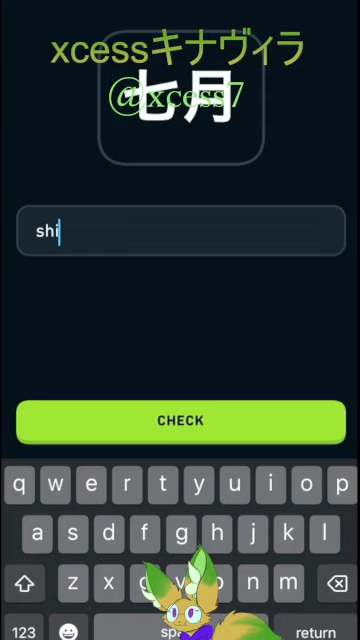 xcessキナヴィラ
@xcess7
七月
shi
CHECK
q w e r t y u i o p
a s d f g h j k l
z x c v b n m
123 return